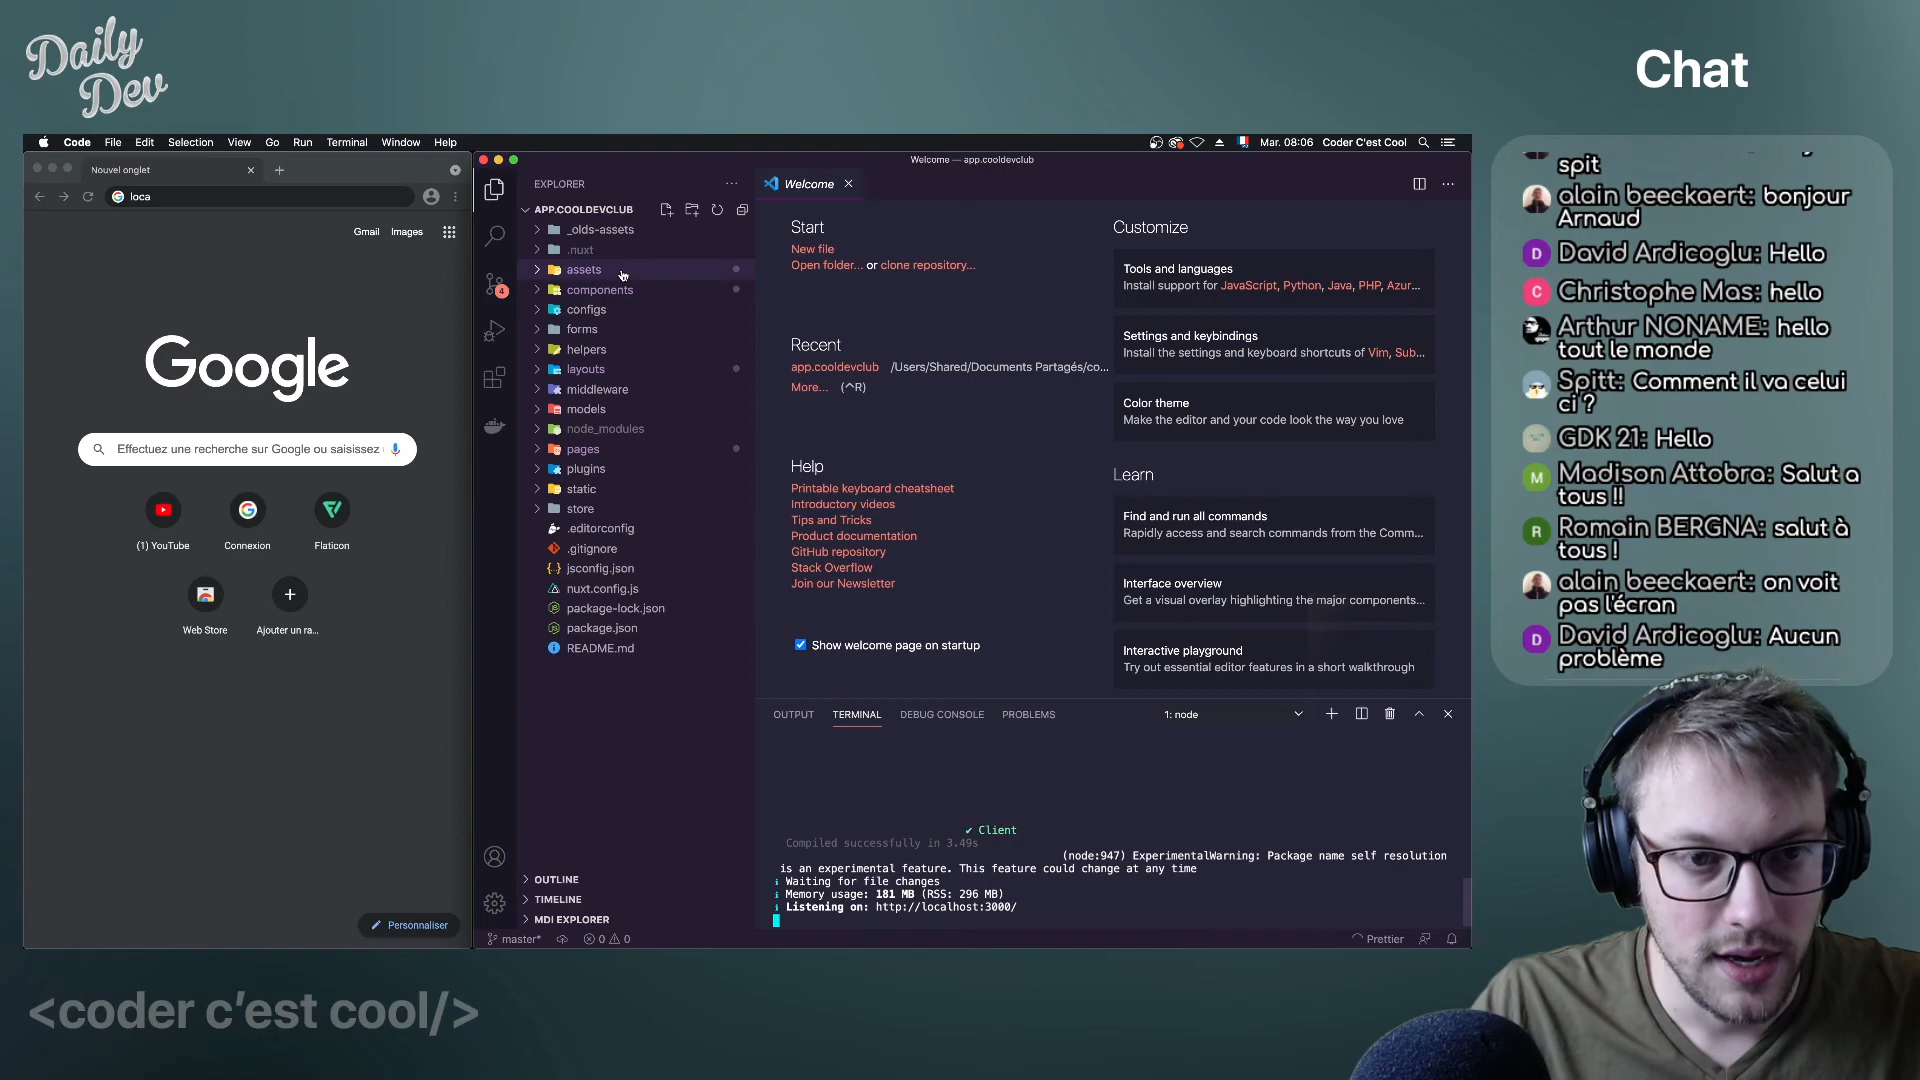 Daily
Dev
Chat
Code File Edit Selection View Go Run Terminal Window Help
Mar. 08:06 Coder C'est Cool
Nouvel onglet
loca
Gmail Images
Google
Effectuez une recherche sur Google ou saisissez
(1) YouTube
Connexion
Flaticon
Web Store
Ajouter un ra...
Personnaliser
Welcome — app.cooldevclub
EXPLORER
APP.COOLDEVCLUB
_olds-assets
.nuxt
assets
components
configs
forms
helpers
layouts
middleware
models
node_modules
pages
plugins
static
store
.editorconfig
.gitignore
jsconfig.json
nuxt.config.js
package-lock.json
package.json
README.md
OUTLINE
TIMELINE
MDI EXPLORER
4
master*
0 0
Welcome
Start
New file
Open folder... or clone repository...
Recent
app.cooldevclub /Users/Shared/Documents Partagés/co...
More... (^R)
Help
Printable keyboard cheatsheet
Introductory videos
Tips and Tricks
Product documentation
GitHub repository
Stack Overflow
Join our Newsletter
Show welcome page on startup
Customize
Tools and languages
Install support for JavaScript, Python, Java, PHP, Azur...
Settings and keybindings
Install the settings and keyboard shortcuts of Vim, Sub...
Color theme
Make the editor and your code look the way you love
Learn
Find and run all commands
Rapidly access and search commands from the Comm...
Interface overview
Get a visual overlay highlighting the major components...
Interactive playground
Try out essential editor features in a short walkthrough
OUTPUT TERMINAL DEBUG CONSOLE PROBLEMS
1: node
✔ Client
Compiled successfully in 3.49s
(node:947) ExperimentalWarning: Package name self resolution
is an experimental feature. This feature could change at any time
i Waiting for file changes
i Memory usage: 181 MB (RSS: 296 MB)
i Listening on: http://localhost:3000/
Prettier
spit
alain beeckaert: bonjour
Arnaud
D David Ardicoglu: Hello
C Christophe Mas: hello
Arthur NONAME: hello
tout le monde
Spitt: Comment il va celui
ci ?
GDK 21: Hello
M Madison Attobra: Salut a
tous !!
R Romain BERGNA: salut à
tous !
alain beeckaert: on voit
pas l'écran
D David Ardicoglu: Aucun
problème
<coder c'est cool/>